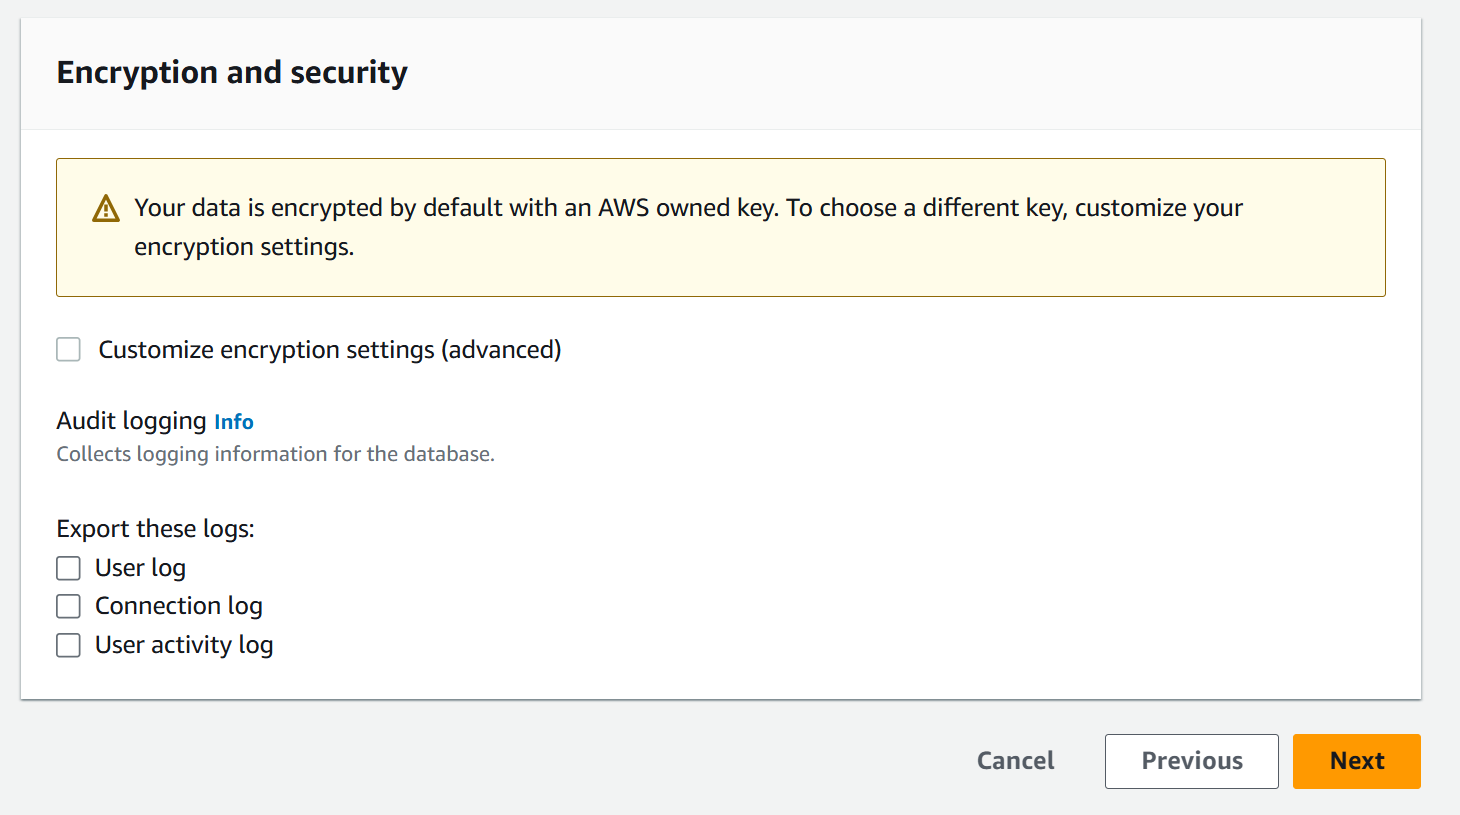 Encryption and security
Your data is encrypted by default with an AWS owned key. To choose a different key, customize your
encryption settings.
Customize encryption settings (advanced)
Audit logging Info
Collects logging information for the database.
Export these logs:
User log
Connection log
User activity log
Cancel Previous Next